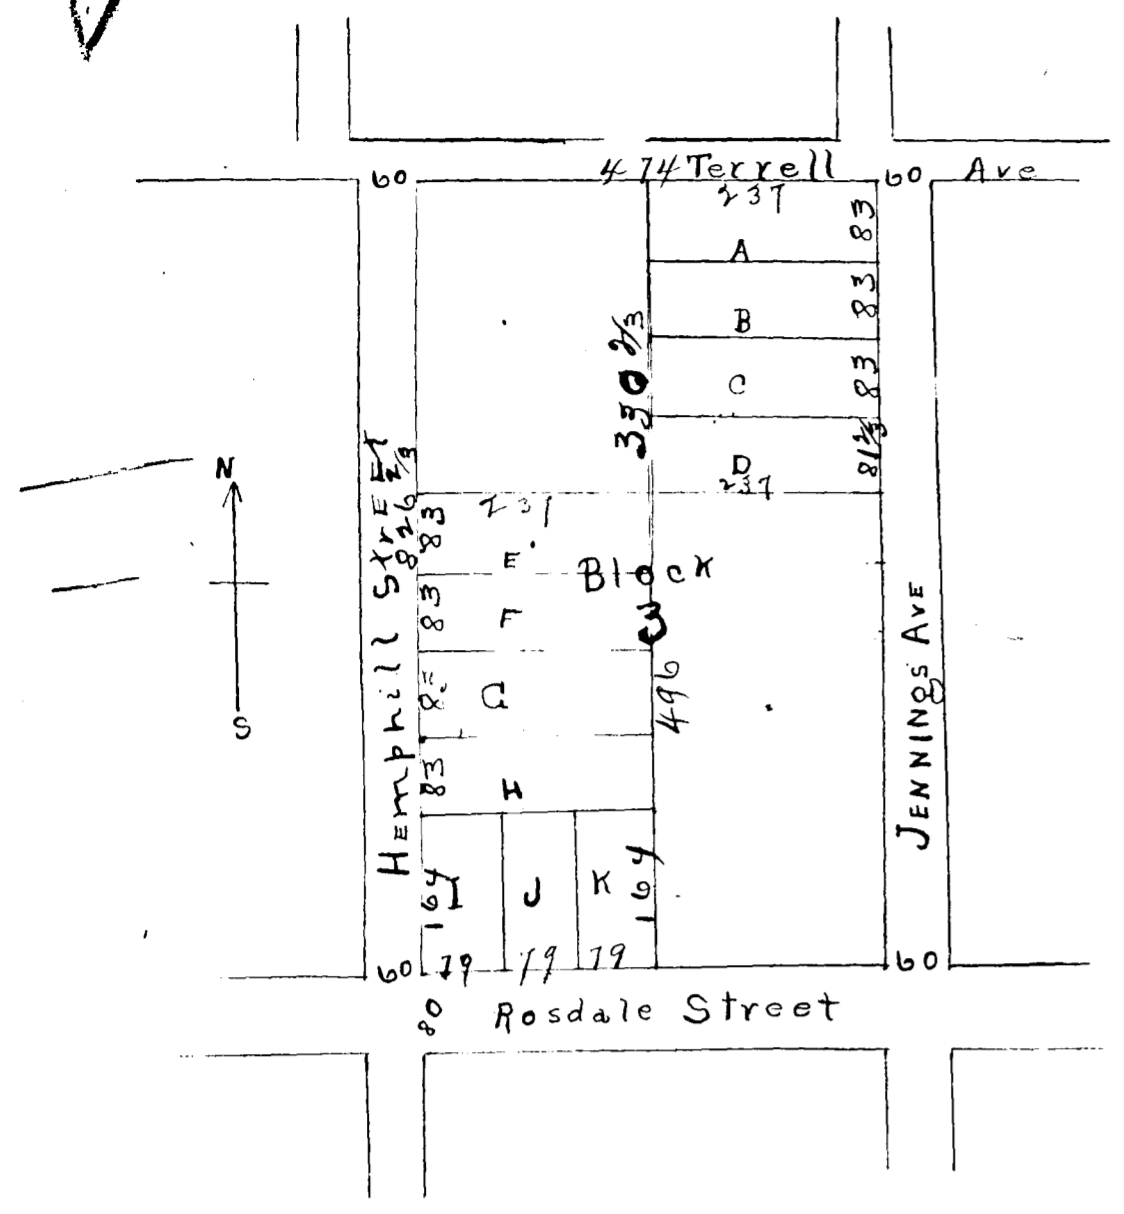 60 474 Terrell 60 Ave
237
83
A
83
B
330 2/3
83
C
81 2/3
D
237
N
S
Hemphill StrEEt
826 2/3
237
83
E
Block
3
83
F
83
G
496
83
H
JENNINgS AvE
164
I
J
K
164
60 79 79 79 60
80
Rosdale Street